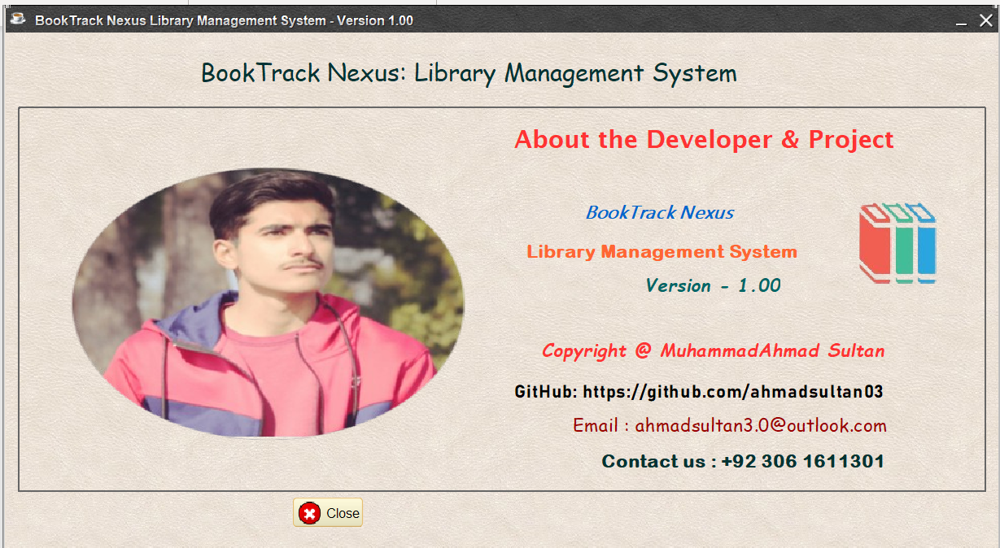 BookTrack Nexus Library Management System - Version 1.00
BookTrack Nexus: Library Management System
About the Developer & Project
BookTrack Nexus
Library Management System
Version - 1.00
Copyright @ MuhammadAhmad Sultan
GitHub: https://github.com/ahmadsultan03
Email : ahmadsultan3.0@outlook.com
Contact us : +92 306 1611301
Close